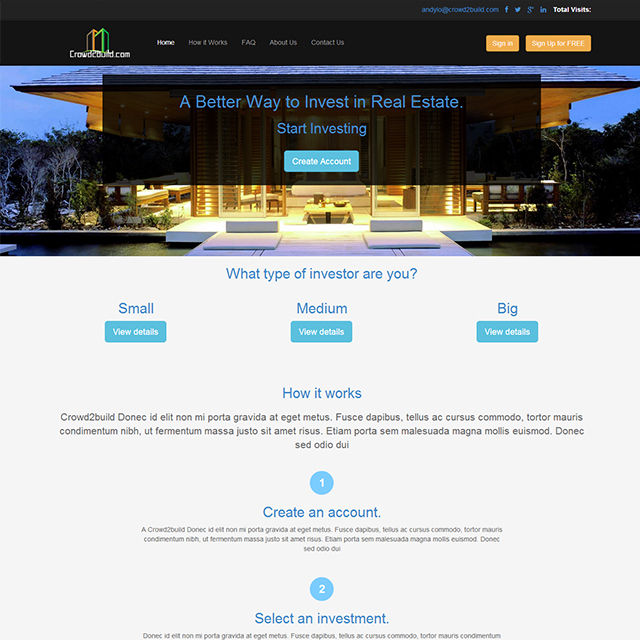 andylo@crowd2build.com Total Visits:
Crowd2build.com
Home How it Works FAQ About Us Contact Us Sign in Sign Up for FREE
A Better Way to Invest in Real Estate.
Start Investing
Create Account
What type of investor are you?
Small Medium Big
View details View details View details
How it works
Crowd2build Donec id elit non mi porta gravida at eget metus. Fusce dapibus, tellus ac cursus commodo, tortor mauris
condimentum nibh, ut fermentum massa justo sit amet risus. Etiam porta sem malesuada magna mollis euismod. Donec
sed odio dui
1
Create an account.
A Crowd2build Donec id elit non mi porta gravida at eget metus. Fusce dapibus, tellus ac cursus commodo, tortor mauris
condimentum nibh, ut fermentum massa justo sit amet risus. Etiam porta sem malesuada magna mollis euismod. Donec
sed odio dui
2
Select an investment.
Donec id elit non mi porta gravida at eget metus. Fusce dapibus, tellus ac cursus commodo, tortor mauris condimentum